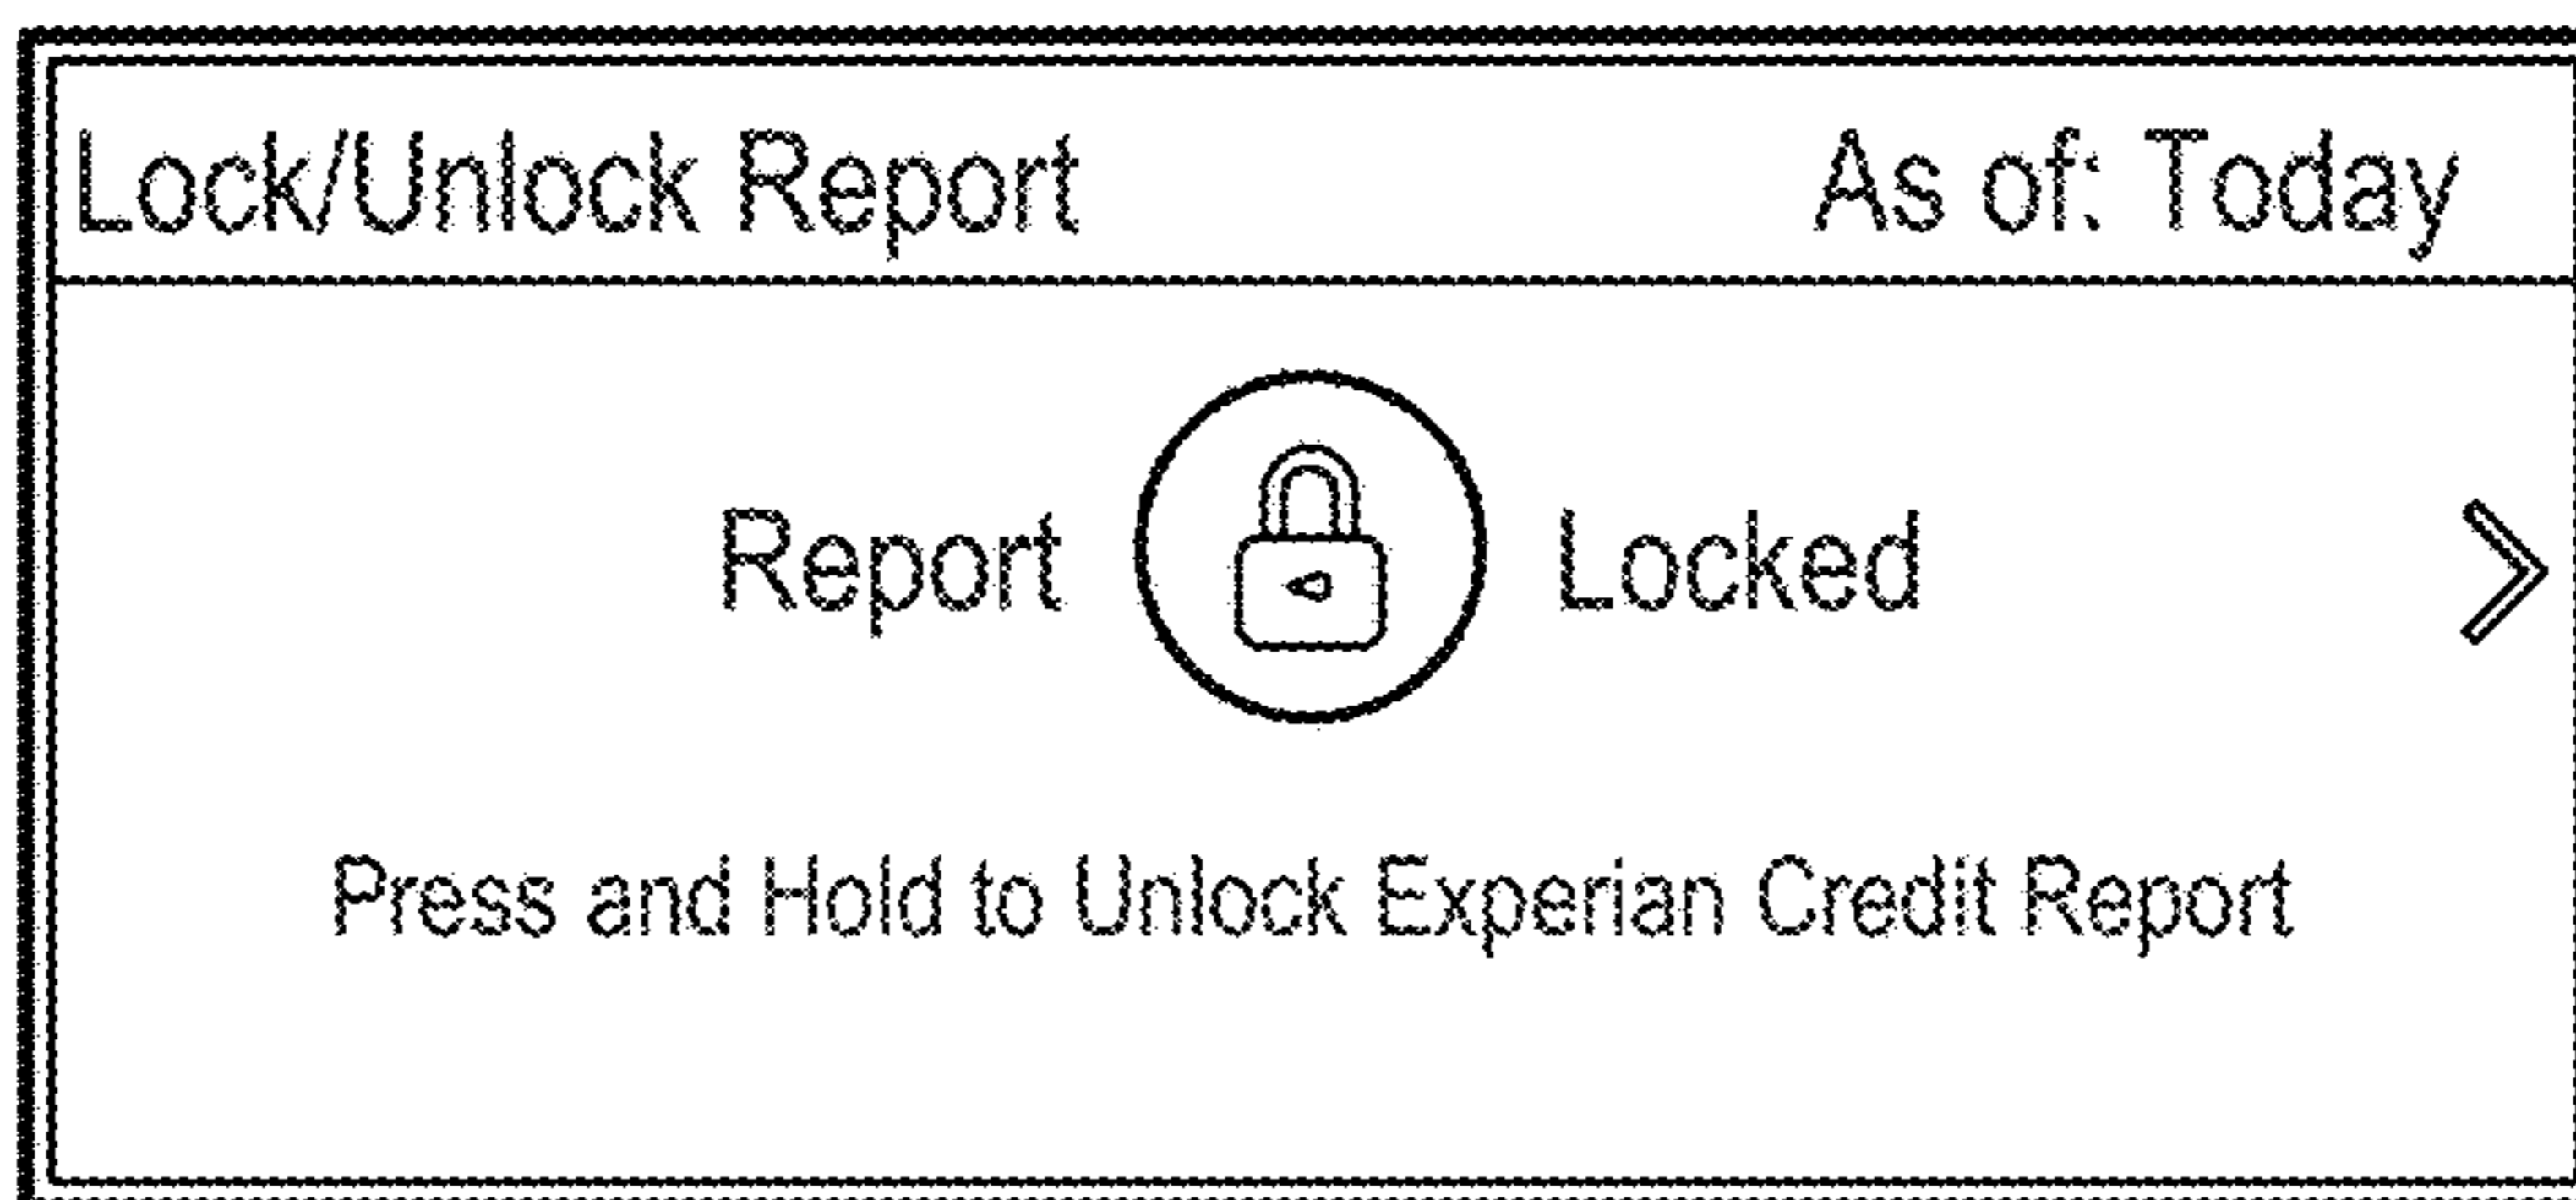 Lock/Unlock Report As of: Today
Report Locked
Press and Hold to Unlock Experian Credit Report